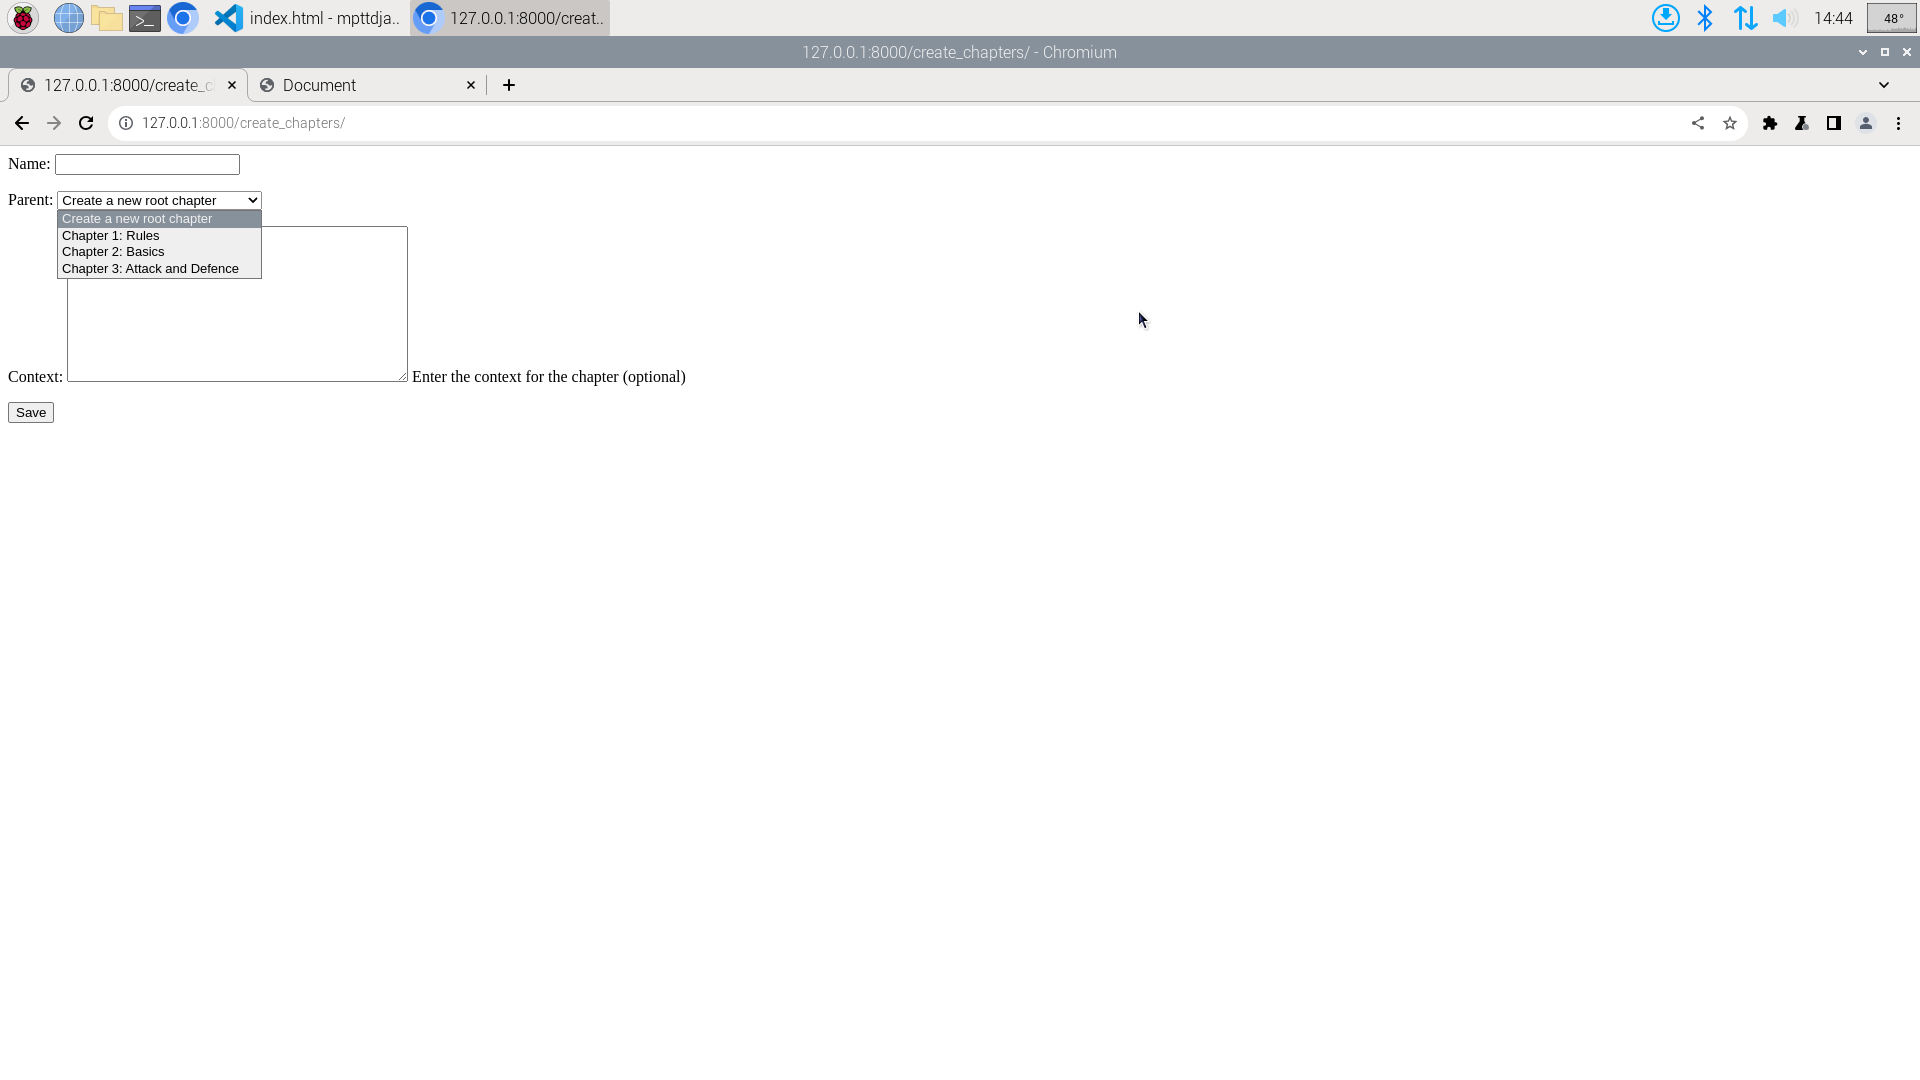 index.html - mpttdja..
127.0.0.1:8000/creat..
14:44
48°
127.0.0.1:8000/create_chapters/ - Chromium
127.0.0.1:8000/create_c
Document
127.0.0.1:8000/create_chapters/
Name:
Parent: Create a new root chapter
Create a new root chapter
Chapter 1: Rules
Chapter 2: Basics
Chapter 3: Attack and Defence
Context: Enter the context for the chapter (optional)
Save